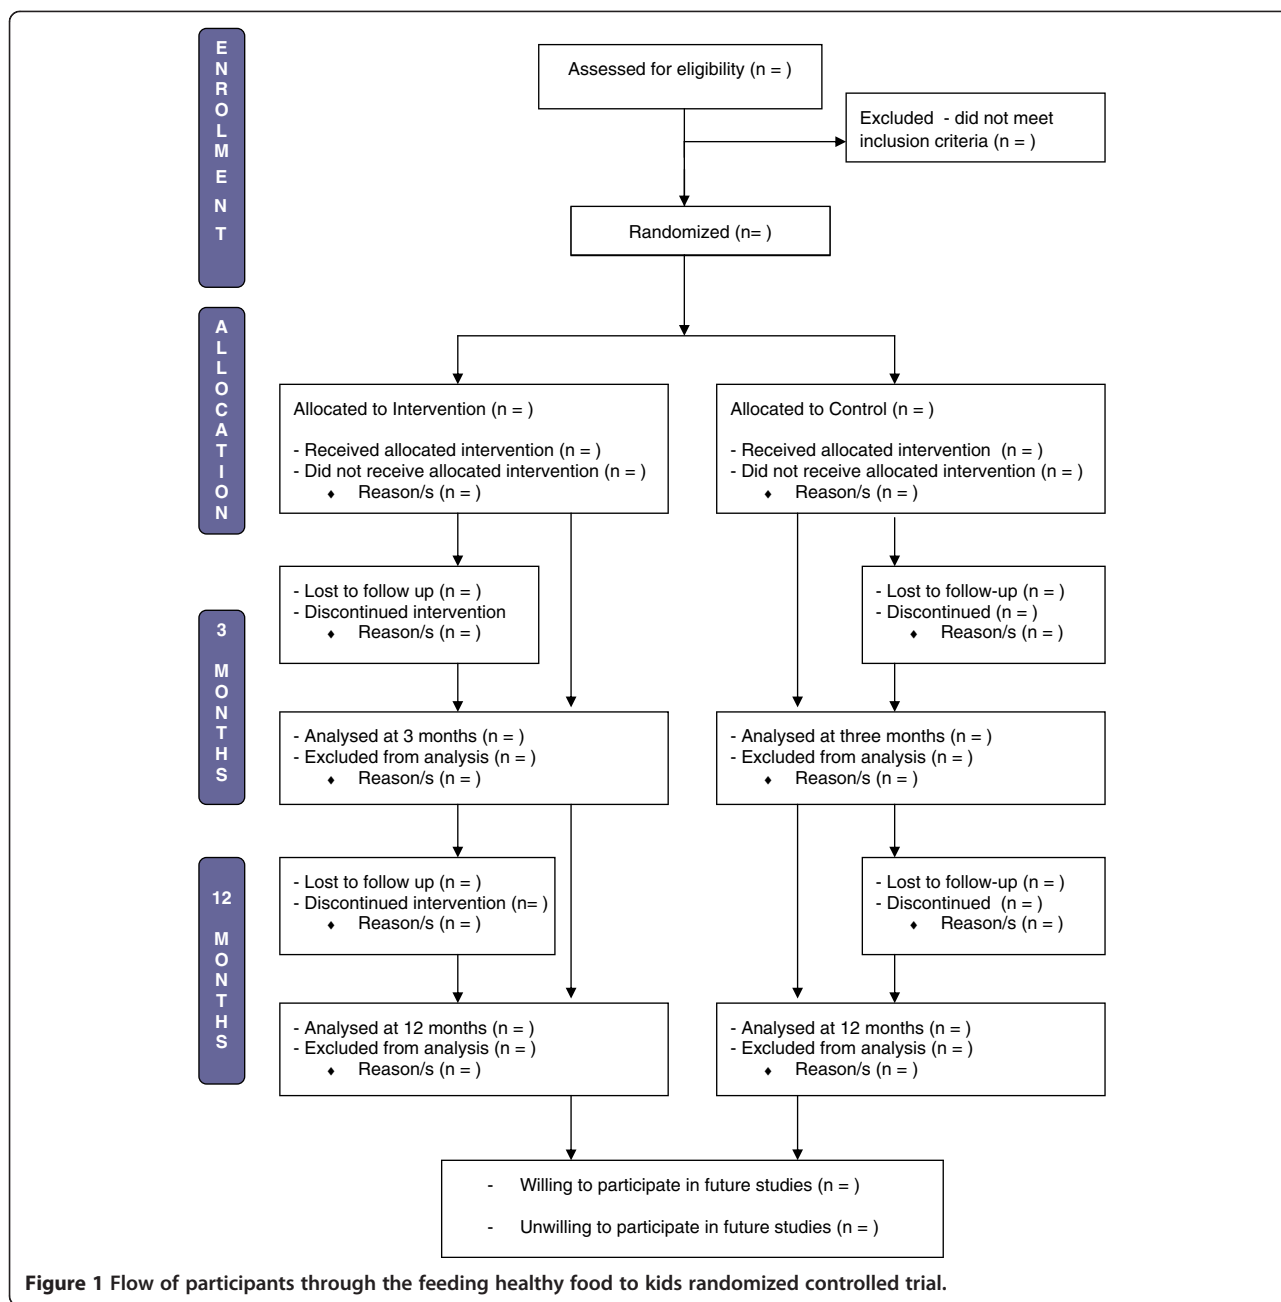 ENROLMENT
Assessed for eligibility (n = )
Excluded - did not meet
inclusion criteria (n = )
Randomized (n= )
ALLOCATION
Allocated to Intervention (n = )
- Received allocated intervention (n = )
- Did not receive allocated intervention (n = )
♦ Reason/s (n = )
Allocated to Control (n = )
- Received allocated intervention (n = )
- Did not receive allocated intervention (n = )
♦ Reason/s (n = )
3 MONTHS
- Lost to follow up (n = )
- Discontinued intervention
♦ Reason/s (n = )
- Lost to follow-up (n = )
- Discontinued (n = )
♦ Reason/s (n = )
- Analysed at 3 months (n = )
- Excluded from analysis (n = )
♦ Reason/s (n = )
- Analysed at three months (n = )
- Excluded from analysis (n = )
♦ Reason/s (n = )
12 MONTHS
- Lost to follow up (n = )
- Discontinued intervention (n= )
♦ Reason/s (n = )
- Lost to follow-up (n = )
- Discontinued (n = )
♦ Reason/s (n = )
- Analysed at 12 months (n = )
- Excluded from analysis (n = )
♦ Reason/s (n = )
- Analysed at 12 months (n = )
- Excluded from analysis (n = )
♦ Reason/s (n = )
- Willing to participate in future studies (n = )
- Unwilling to participate in future studies (n = )
Figure 1 Flow of participants through the feeding healthy food to kids randomized controlled trial.